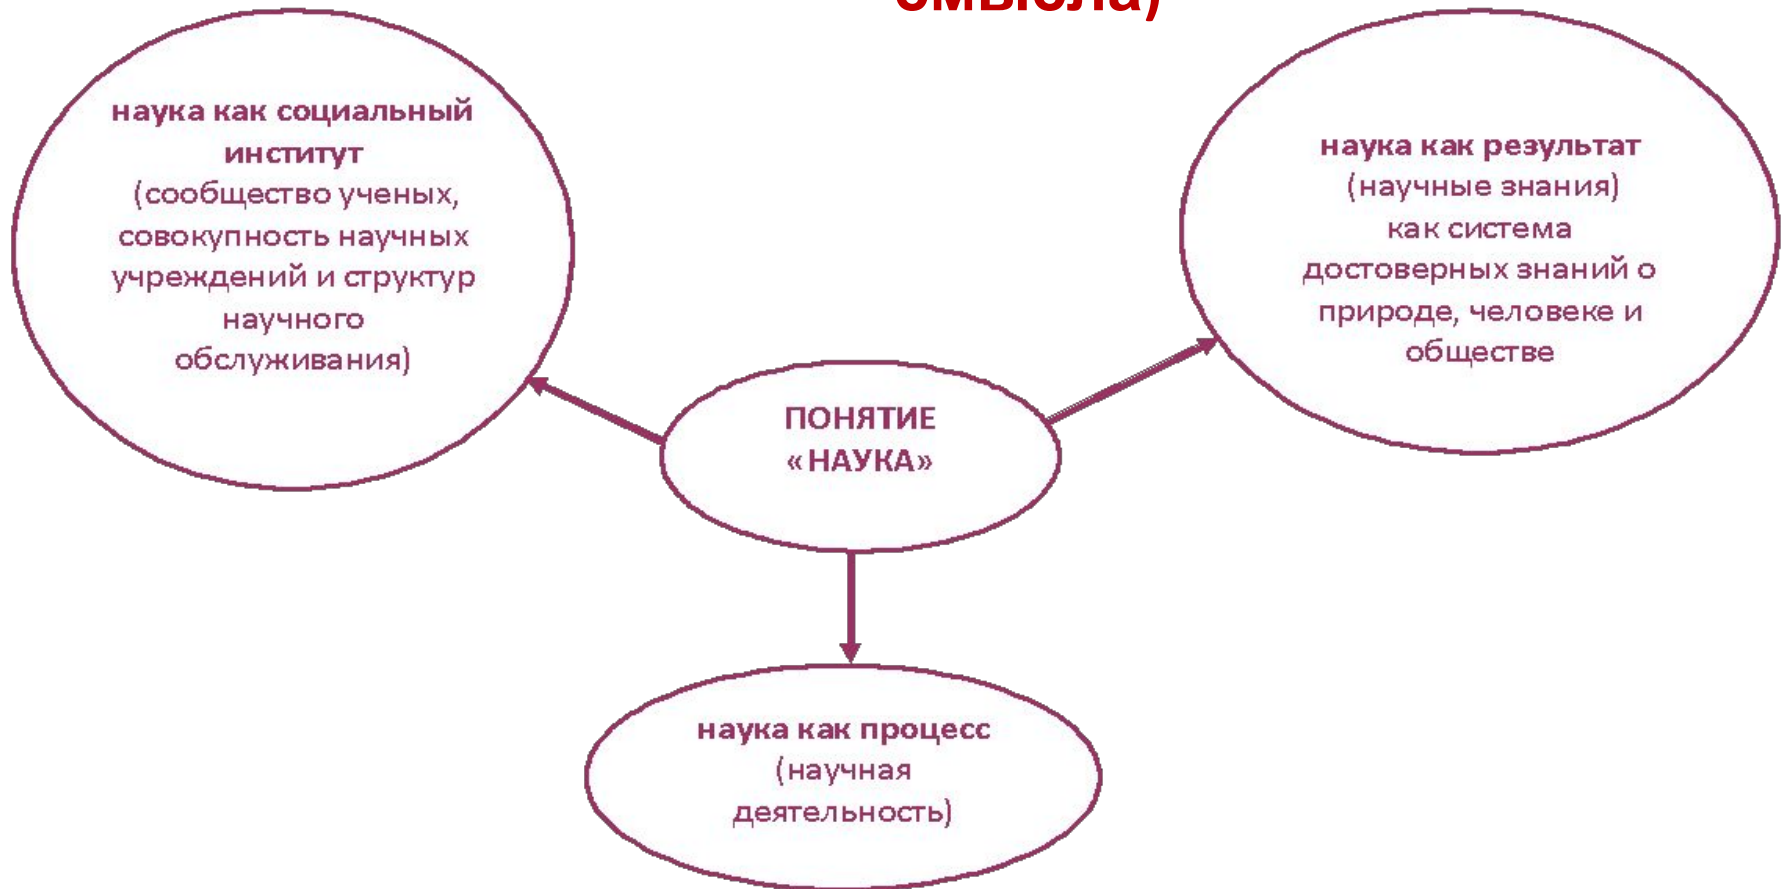 смысла)
наука как социальный
институт
(сообщество ученых,
совокупность научных
учреждений и структур
научного
обслуживания)
наука как результат
(научные знания)
как система
достоверных знаний о
природе, человеке и
обществе
ПОНЯТИЕ
«НАУКА»
наука как процесс
(научная
деятельность)